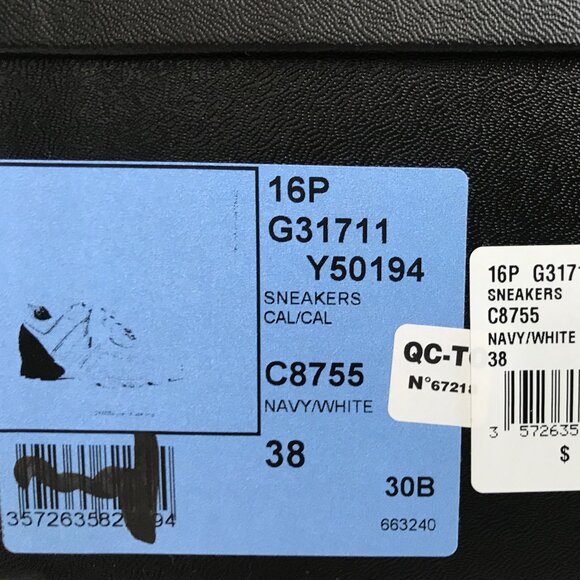 16P
G31711
Y50194
SNEAKERS
CAL/CAL
C8755
NAVY/WHITE
38
30B
663240
QC-T
N°6721
16P G3171
SNEAKERS
C8755
NAVY/WHITE
38
3 572635
$